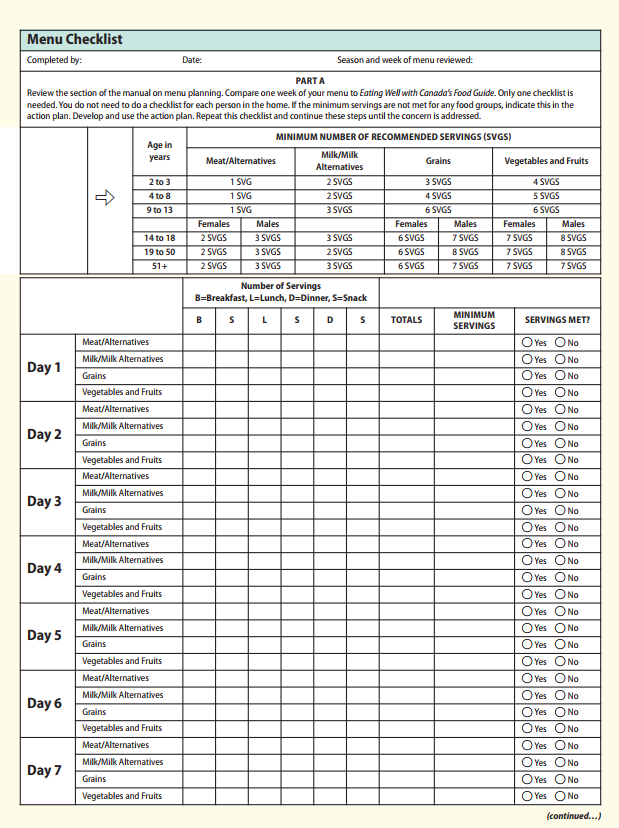 Menu Checklist
Completed by: Date: Season and week of menu reviewed:
PART A
Review the section of the manual on menu planning. Compare one week of your menu to Eating Well with Canada's Food Guide. Only one checklist is
needed. You do not need to do a checklist for each person in the home. If the minimum servings are not met for any food groups, indicate this in the
action plan. Develop and use the action plan. Repeat this checklist and continue these steps until the concern is addressed.
Age in
years
MINIMUM NUMBER OF RECOMMENDED SERVINGS (SVGS)
Meat/Alternatives Milk/Milk
Alternatives Grains Vegetables and Fruits
2 to 3 1 SVG 2 SVGS 3 SVGS 4 SVGS
4 to 8 1 SVG 2 SVGS 4 SVGS 5 SVGS
9 to 13 1 SVG 3 SVGS 6 SVGS 6 SVGS
Females Males Females Males Females Males
14 to 18 2 SVGS 3 SVGS 3 SVGS 6 SVGS 7 SVGS 7 SVGS 8 SVGS
19 to 50 2 SVGS 3 SVGS 2 SVGS 6 SVGS 8 SVGS 7 SVGS 8 SVGS
51+ 2 SVGS 3 SVGS 3 SVGS 6 SVGS 7 SVGS 7 SVGS 7 SVGS
Number of Servings
B=Breakfast, L=Lunch, D=Dinner, S=Snack
B S L S D S TOTALS MINIMUM
SERVINGS SERVINGS MET?
Day 1
Meat/Alternatives Yes No
Milk/Milk Alternatives Yes No
Grains Yes No
Vegetables and Fruits Yes No
Day 2
Meat/Alternatives Yes No
Milk/Milk Alternatives Yes No
Grains Yes No
Vegetables and Fruits Yes No
Day 3
Meat/Alternatives Yes No
Milk/Milk Alternatives Yes No
Grains Yes No
Vegetables and Fruits Yes No
Day 4
Meat/Alternatives Yes No
Milk/Milk Alternatives Yes No
Grains Yes No
Vegetables and Fruits Yes No
Day 5
Meat/Alternatives Yes No
Milk/Milk Alternatives Yes No
Grains Yes No
Vegetables and Fruits Yes No
Day 6
Meat/Alternatives Yes No
Milk/Milk Alternatives Yes No
Grains Yes No
Vegetables and Fruits Yes No
Day 7
Meat/Alternatives Yes No
Milk/Milk Alternatives Yes No
Grains Yes No
Vegetables and Fruits Yes No
(continued...)